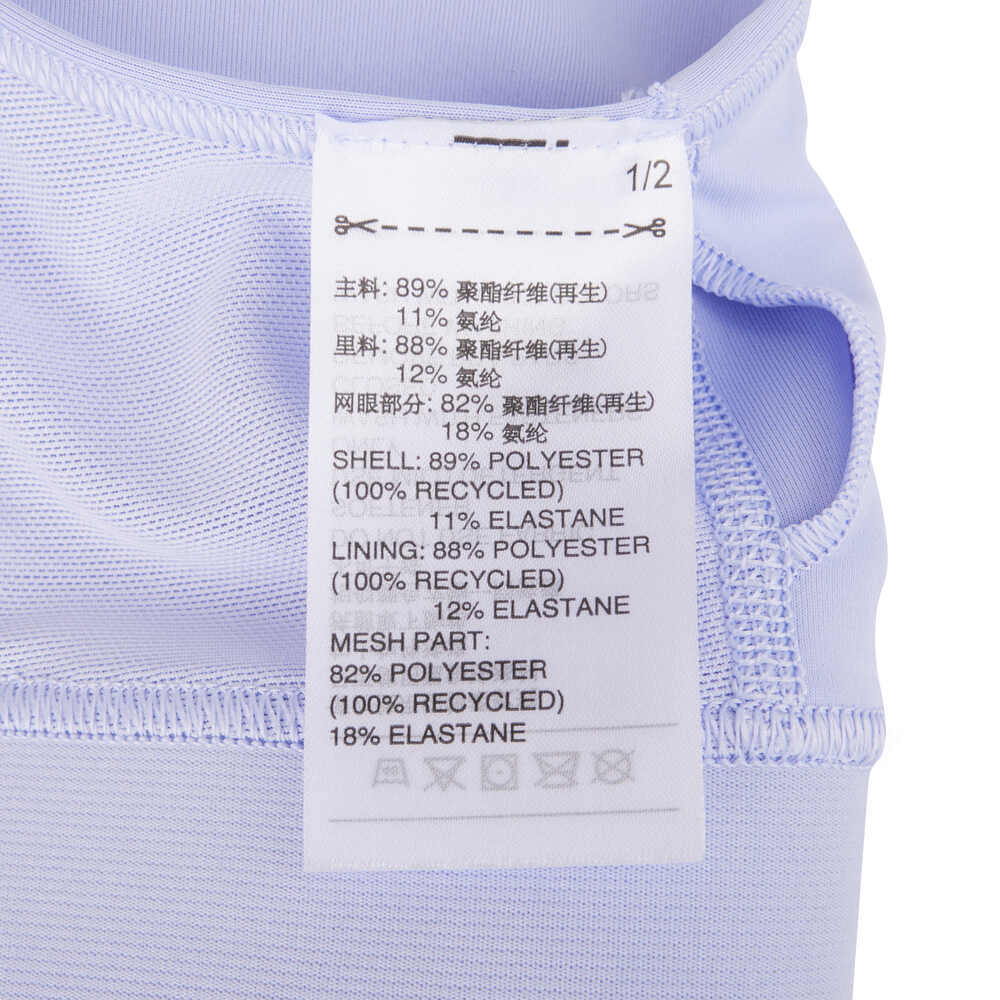 1/2
主料: 89% 聚酯纤维(再生)
11% 氨纶
里料: 88% 聚酯纤维(再生)
12% 氨纶
网眼部分: 82% 聚酯纤维(再生)
18% 氨纶
SHELL: 89% POLYESTER
(100% RECYCLED)
11% ELASTANE
LINING: 88% POLYESTER
(100% RECYCLED)
12% ELASTANE
MESH PART:
82% POLYESTER
(100% RECYCLED)
18% ELASTANE